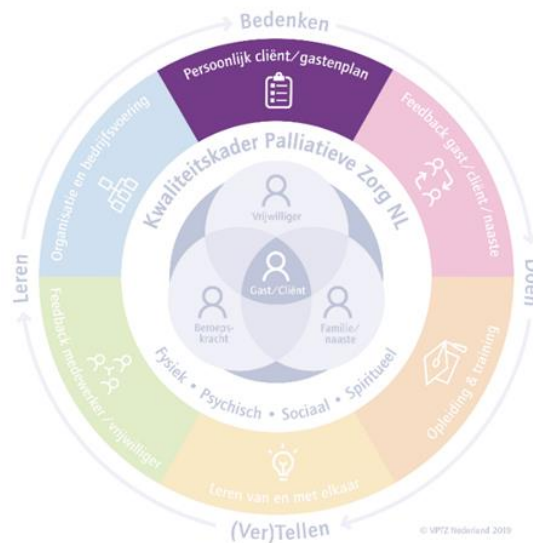 Bedenken
Persoonlijk cliënt/gastenplan
Feedback gast/cliënt/naaste
Doen
Opleiding & training
Leren van en met elkaar
(Ver)Tellen
Feedback medewerker/vrijwilliger
Leren
Organisatie en bedrijfsvoering
Kwaliteitskader Palliatieve Zorg NL
Vrijwilliger
Gast/Cliënt
Beroeps-
kracht
Familie/
naaste
Fysiek • Psychisch • Sociaal • Spiritueel
© VPTZ Nederland 2019